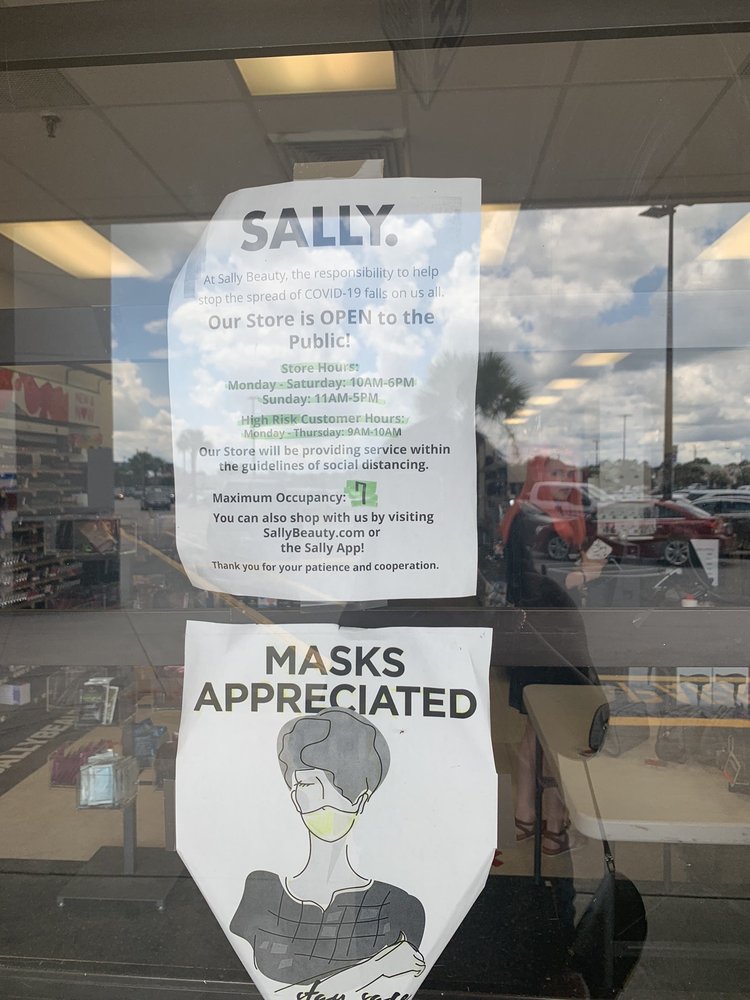 SALLY.
At Sally Beauty, the responsibility to help
stop the spread of COVID-19 falls on us all.
Our Store is OPEN to the
Public!
Store Hours:
Monday - Saturday: 10AM-6PM
Sunday: 11AM-5PM
High Risk Customer Hours:
Monday - Thursday: 9AM-10AM
Our Store will be providing service within
the guidelines of social distancing.
Maximum Occupancy: 7
You can also shop with us by visiting
SallyBeauty.com or
the Sally App!
Thank you for your patience and cooperation.
MASKS
APPRECIATED
stay safe